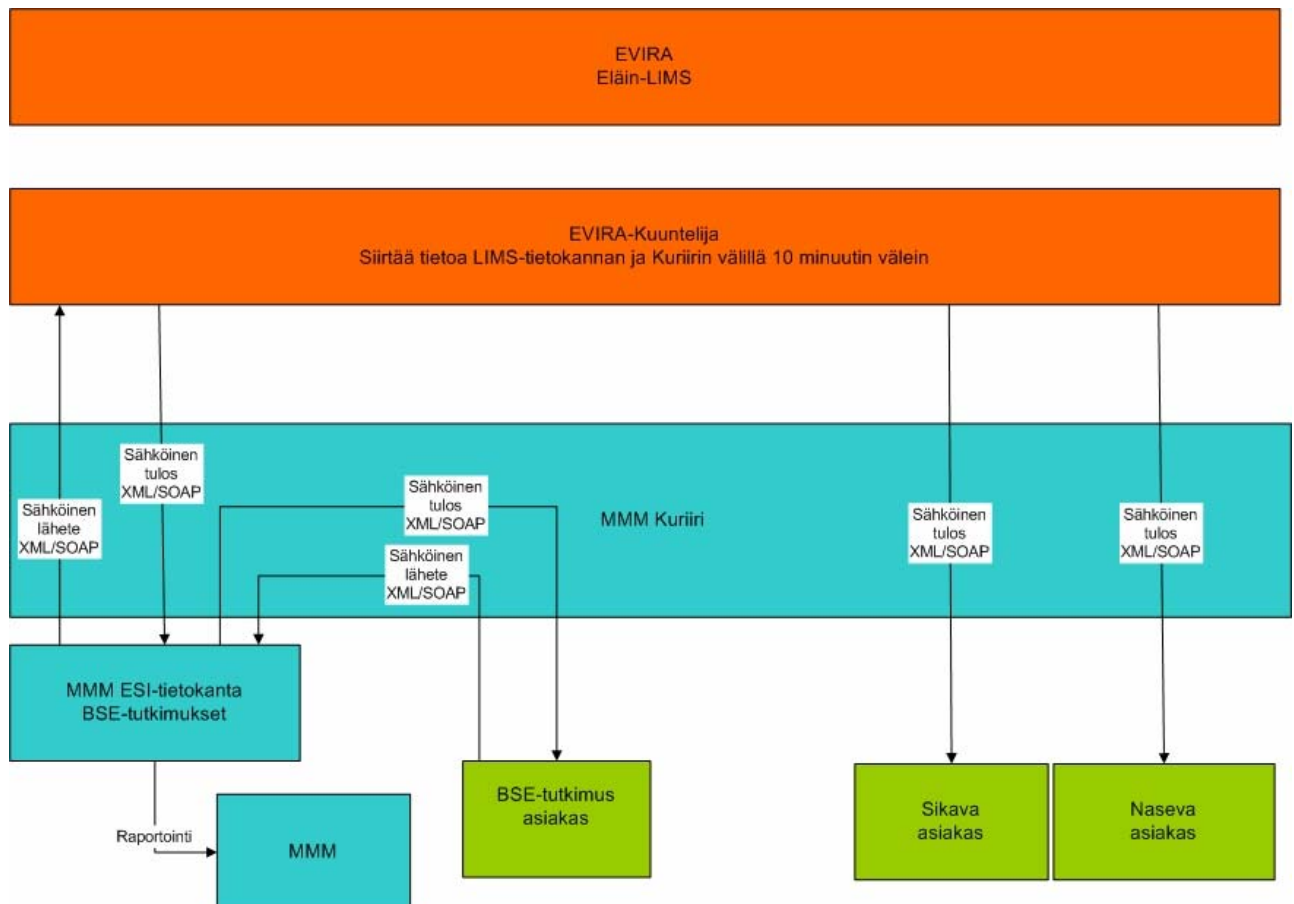 EVIRA
Eläin-LIMS
EVIRA-Kuuntelija
Siirtää tietoa LIMS-tietokannan ja Kuriirin välillä 10 minuutin välein
Sähköinen
lähete
XML/SOAP
Sähköinen
tulos
XML/SOAP
Sähköinen
tulos
XML/SOAP
Sähköinen
lähete
XML/SOAP
MMM Kuriiri
Sähköinen
tulos
XML/SOAP
Sähköinen
tulos
XML/SOAP
MMM ESI-tietokanta
BSE-tutkimukset
Raportointi
MMM
BSE-tutkimus
asiakas
Sikava
asiakas
Naseva
asiakas